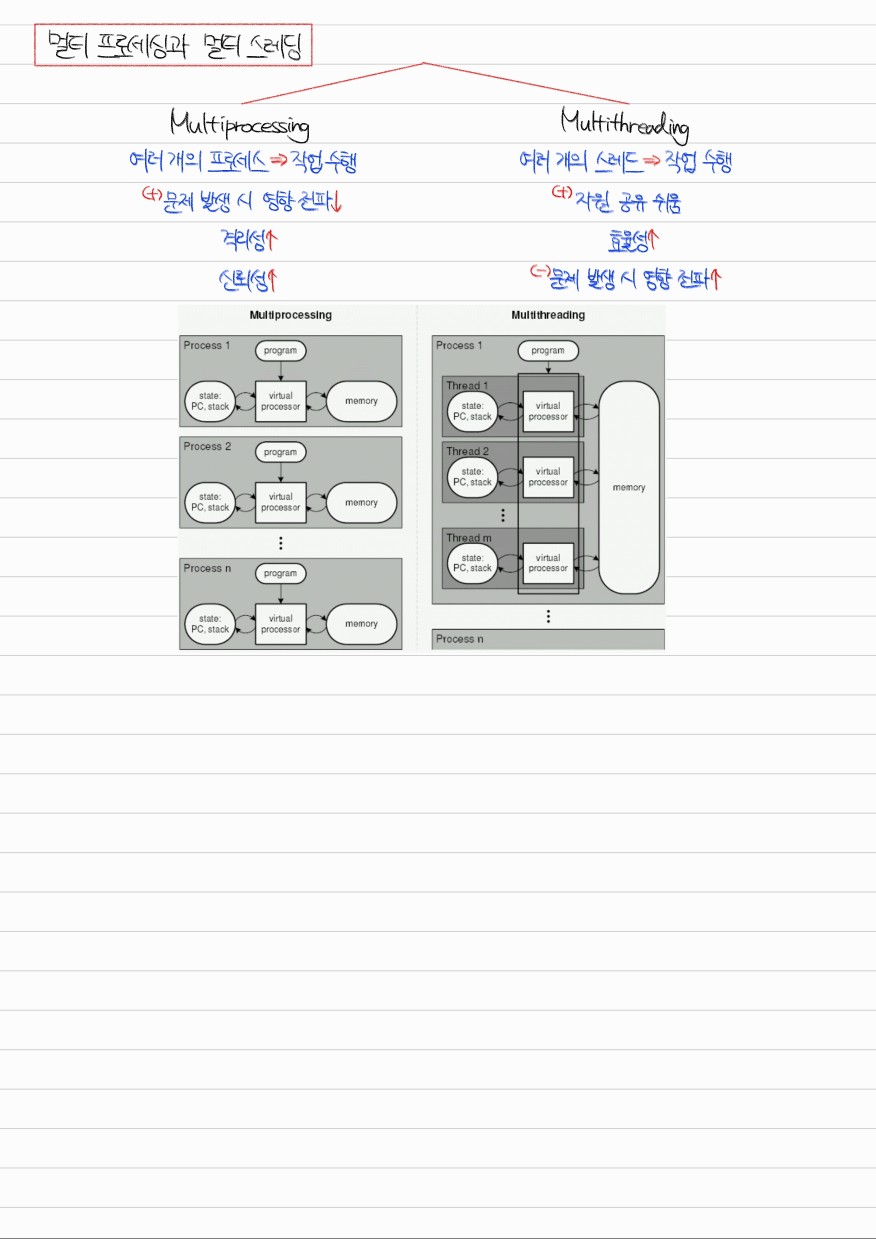 멀티 프로세싱과 멀티 스레딩
Multiprocessing
여러 개의 프로세스 ⇒ 작업 수행
(+) 문제 발생 시 영향 전파↓
격리성↑
신뢰성↑
Multithreading
여러 개의 스레드 ⇒ 작업 수행
(+) 자원 공유 쉬움
효율성↑
(-) 문제 발생 시 영향 전파↑
Multiprocessing
Process 1
program
state:
PC, stack
virtual
processor
memory
Process 2
program
state:
PC, stack
virtual
processor
memory
Process n
program
state:
PC, stack
virtual
processor
memory
Multithreading
Process 1
program
Thread 1
state:
PC, stack
virtual
processor
Thread 2
state:
PC, stack
virtual
processor
memory
Thread m
state:
PC, stack
virtual
processor
Process n